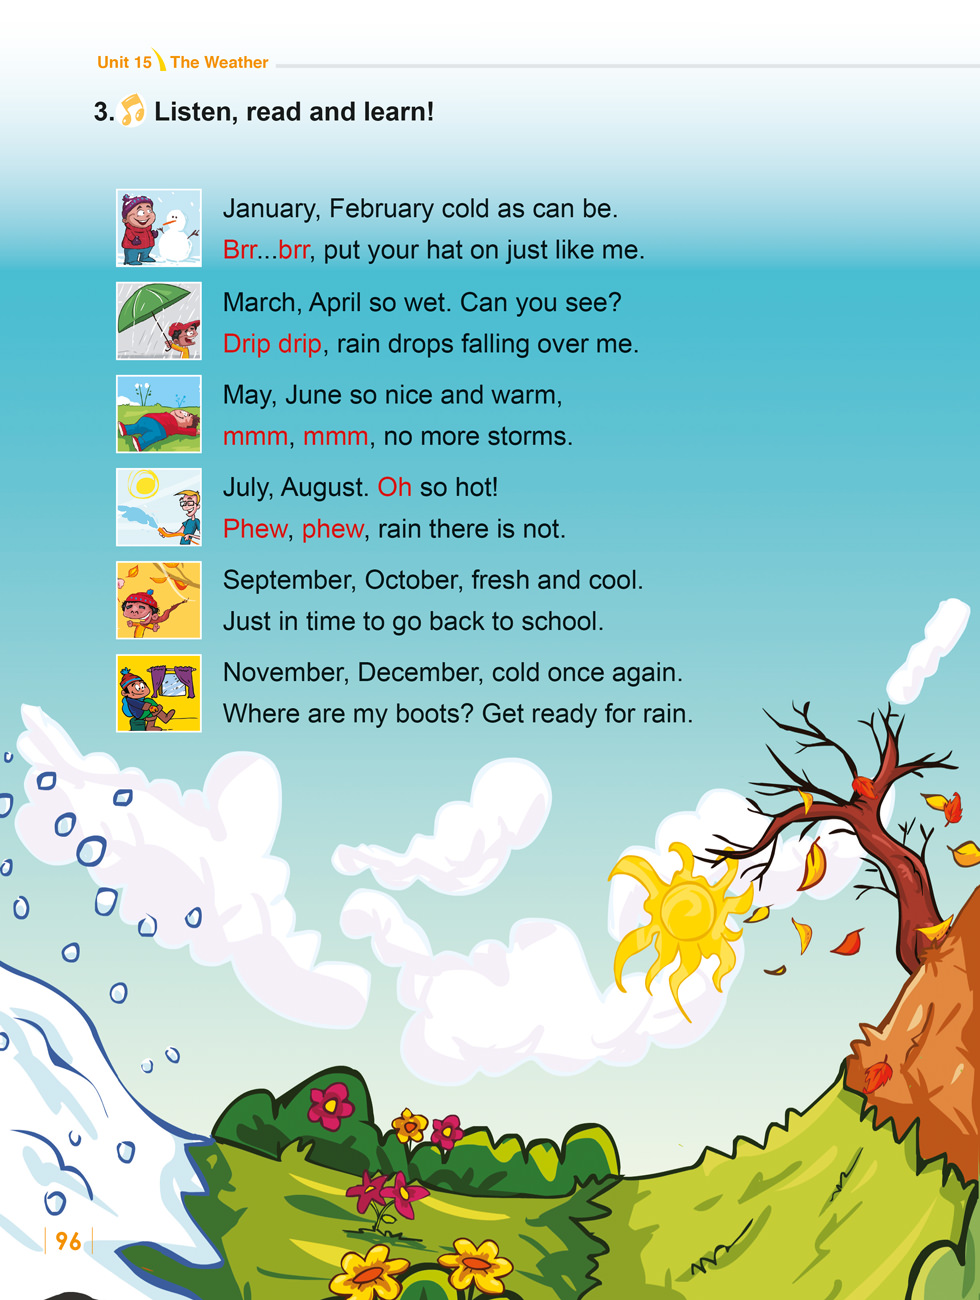 Unit 15 The Weather
3. Listen, read and learn!
January, February cold as can be.
Brr...brr, put your hat on just like me.
March, April so wet. Can you see?
Drip drip, rain drops falling over me.
May, June so nice and warm,
mmm, mmm, no more storms.
July, August. Oh so hot!
Phew, phew, rain there is not.
September, October, fresh and cool.
Just in time to go back to school.
November, December, cold once again.
Where are my boots? Get ready for rain.
96